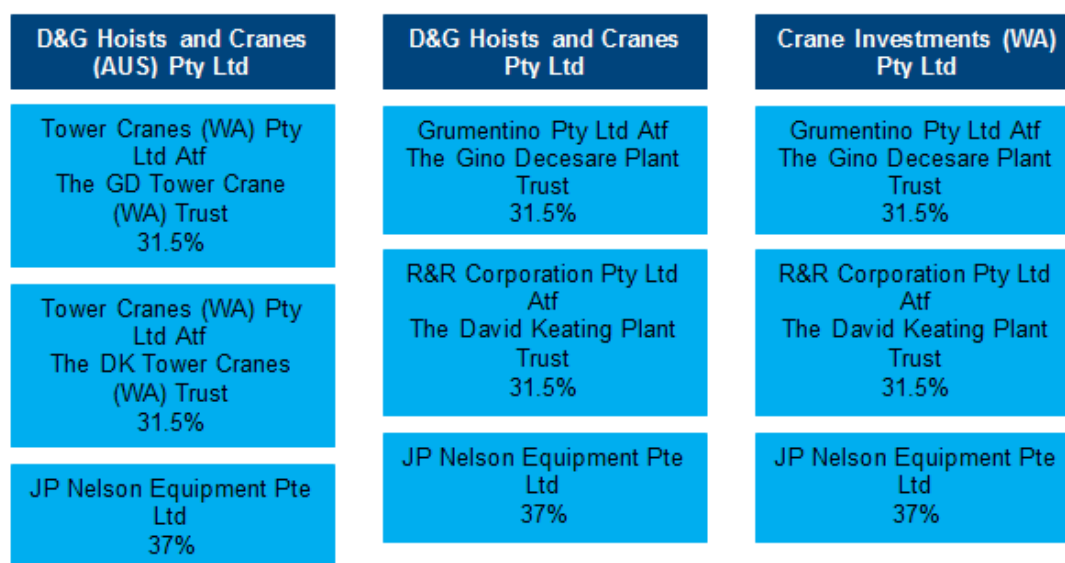 D&G Hoists and Cranes
(AUS) Pty Ltd
Tower Cranes (WA) Pty
Ltd Atf
The GD Tower Crane
(WA) Trust
31.5%
Tower Cranes (WA) Pty
Ltd Atf
The DK Tower Cranes
(WA) Trust
31.5%
JP Nelson Equipment Pte
Ltd
37%
D&G Hoists and Cranes
Pty Ltd
Grumentino Pty Ltd Atf
The Gino Decesare Plant
Trust
31.5%
R&R Corporation Pty Ltd
Atf
The David Keating Plant
Trust
31.5%
JP Nelson Equipment Pte
Ltd
37%
Crane Investments (WA)
Pty Ltd
Grumentino Pty Ltd Atf
The Gino Decesare Plant
Trust
31.5%
R&R Corporation Pty Ltd
Atf
The David Keating Plant
Trust
31.5%
JP Nelson Equipment Pte
Ltd
37%